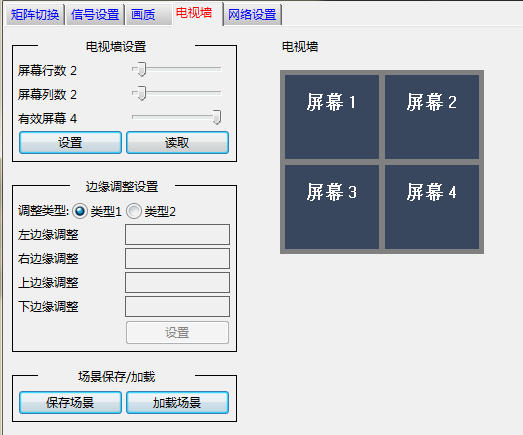 矩阵切换 信号设置 画质 电视墙 网络设置
电视墙设置
屏幕行数 2
屏幕列数 2
有效屏幕 4
设置 读取
边缘调整设置
调整类型: 类型1 类型2
左边缘调整
右边缘调整
上边缘调整
下边缘调整
设置
场景保存/加载
保存场景 加载场景
电视墙
屏幕 1 屏幕 2
屏幕 3 屏幕 4